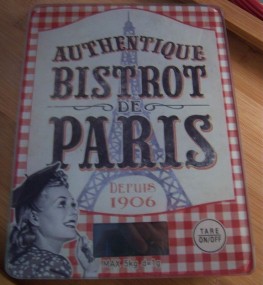 AUTHENTIQUE
BISTROT
DE
PARIS
DEPUIS
1906
TARE
ON/OFF